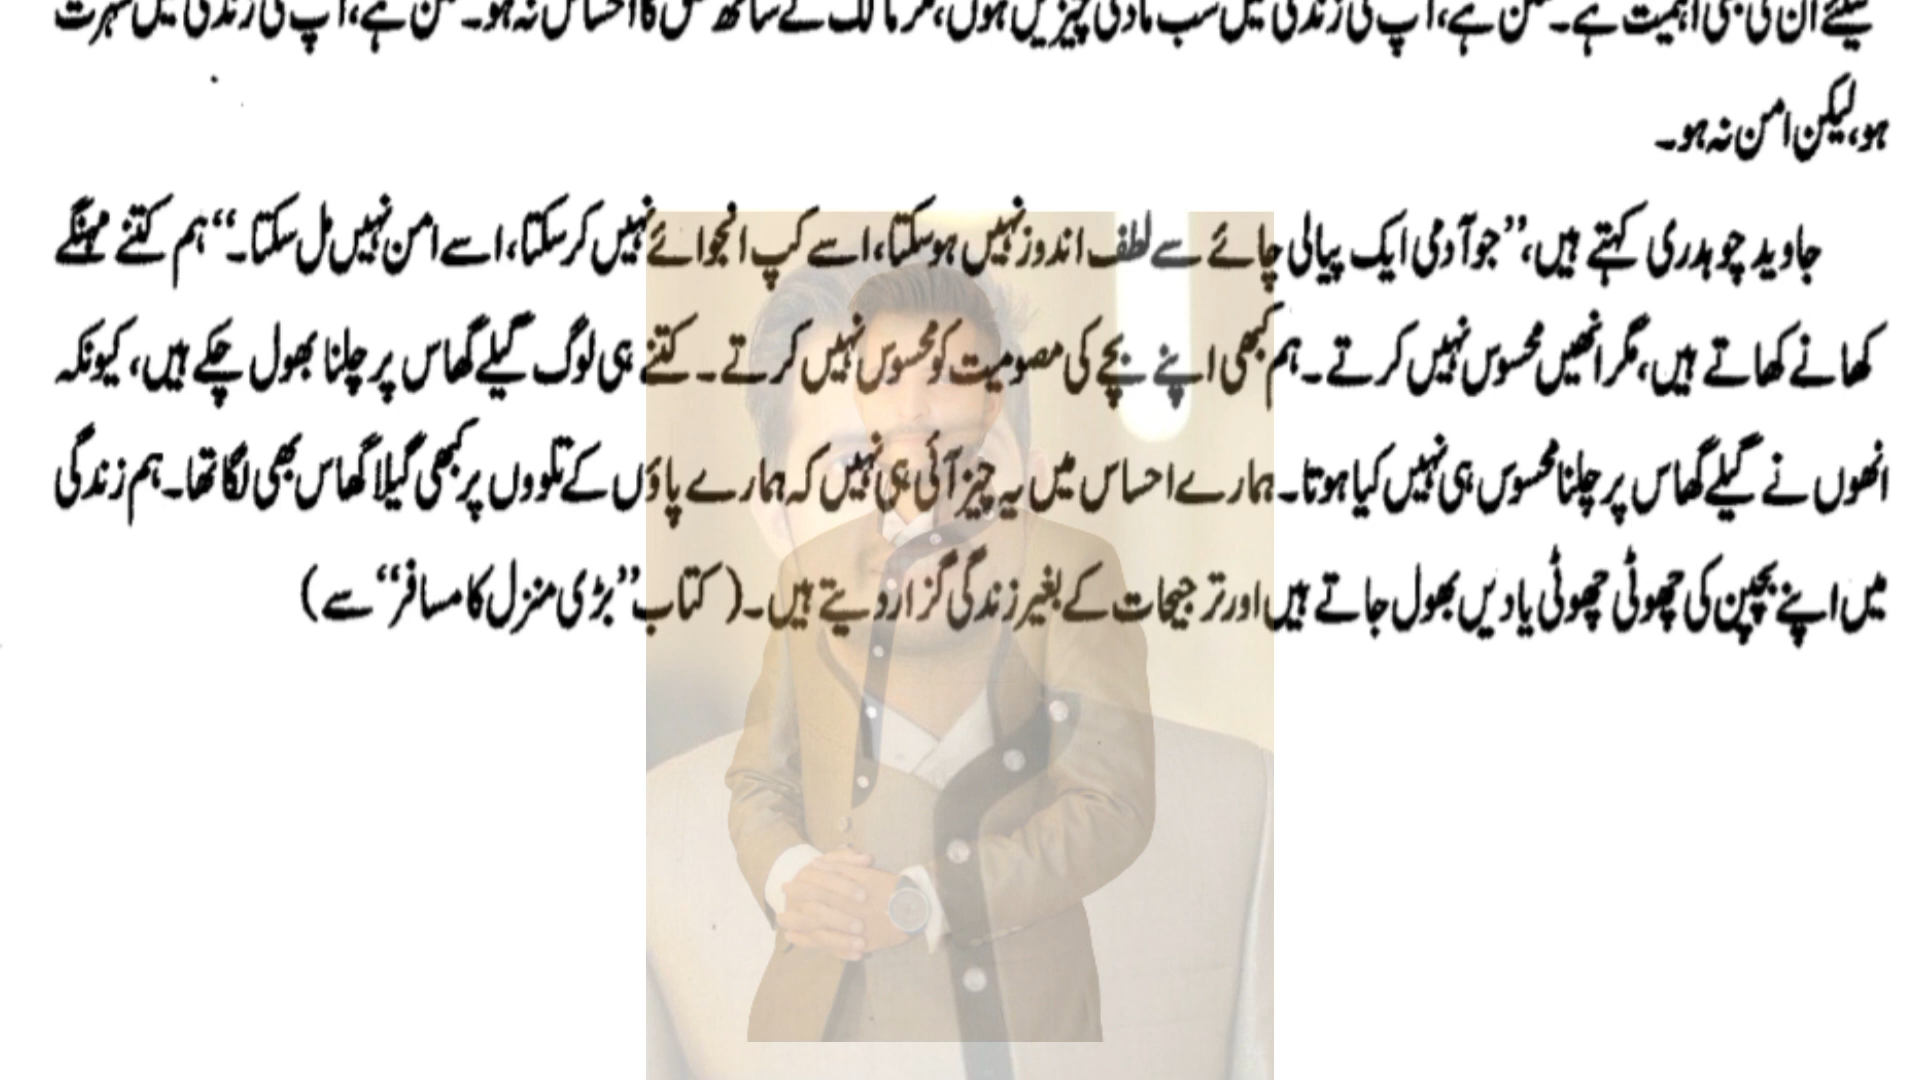 کیلئے ان کی بھی اہمیت ہے۔ ممکن ہے، آپ کی زندگی میں سب مادی چیزیں ہوں، مگر مالک کے ساتھ کا احساس نہ ہو۔ ممکن ہے، آپ کی زندگی میں شہرت
ہو، لیکن امن نہ ہو۔
جاوید چوہدری کہتے ہیں، ’’جو آدمی ایک پیالی چائے سے لطف اندوز نہیں ہوسکتا، اسے کپ انجوائے نہیں کرسکتا، اسے امن نہیں مل سکتا۔‘‘ ہم کتنے مہنگے
کھانے کھاتے ہیں، مگر انھیں محسوس نہیں کرتے۔ ہم کبھی اپنے بچے کی معصومیت کو محسوس نہیں کرتے۔ کتنے ہی لوگ گیلے گھاس پر چلنا بھول چکے ہیں، کیونکہ
انھوں نے گیلے گھاس پر چلنا محسوس ہی نہیں کیا ہوتا۔ ہمارے احساس میں یہ چیز آئی ہی نہیں کہ ہمارے پاؤں کے تلووں پر کبھی گیلا گھاس بھی لگا تھا۔ ہم زندگی
میں اپنے بچپن کی چھوٹی چھوٹی یادیں بھول جاتے ہیں اور ترجیحات کے بغیر زندگی گزار دیتے ہیں۔ (کتاب ’’بڑی منزل کا مسافر‘‘ سے)